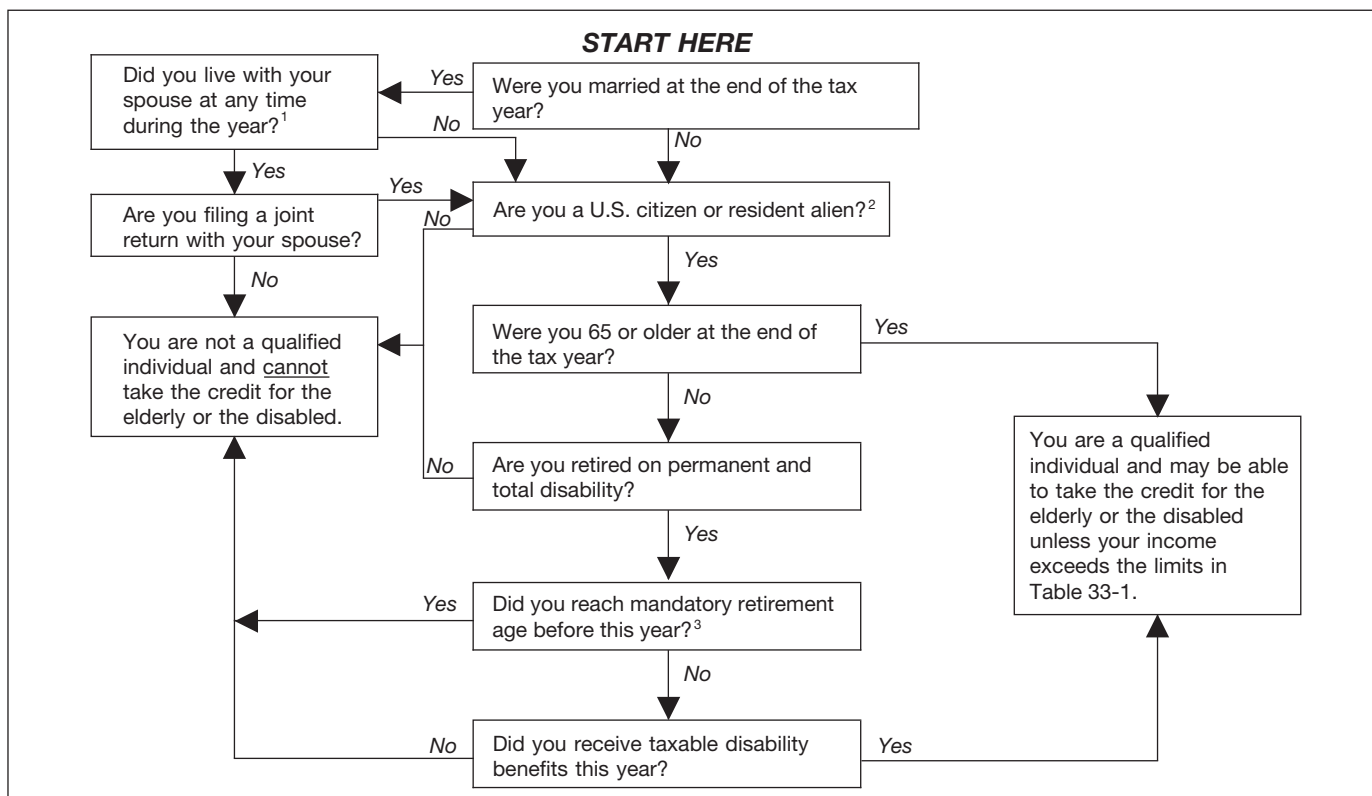 START HERE
Did you live with your
spouse at any time
during the year?1
Yes
Were you married at the end of the tax
year?
No
No
Yes
Are you filing a joint
return with your spouse?
Yes
Are you a U.S. citizen or resident alien?2
No
No
Yes
You are not a qualified
individual and cannot
take the credit for the
elderly or the disabled.
Were you 65 or older at the end of
the tax year?
Yes
No
Are you retired on permanent and
total disability?
No
Yes
You are a qualified
individual and may be able
to take the credit for the
elderly or the disabled
unless your income
exceeds the limits in
Table 33-1.
Did you reach mandatory retirement
age before this year?3
Yes
No
Did you receive taxable disability
benefits this year?
No
Yes